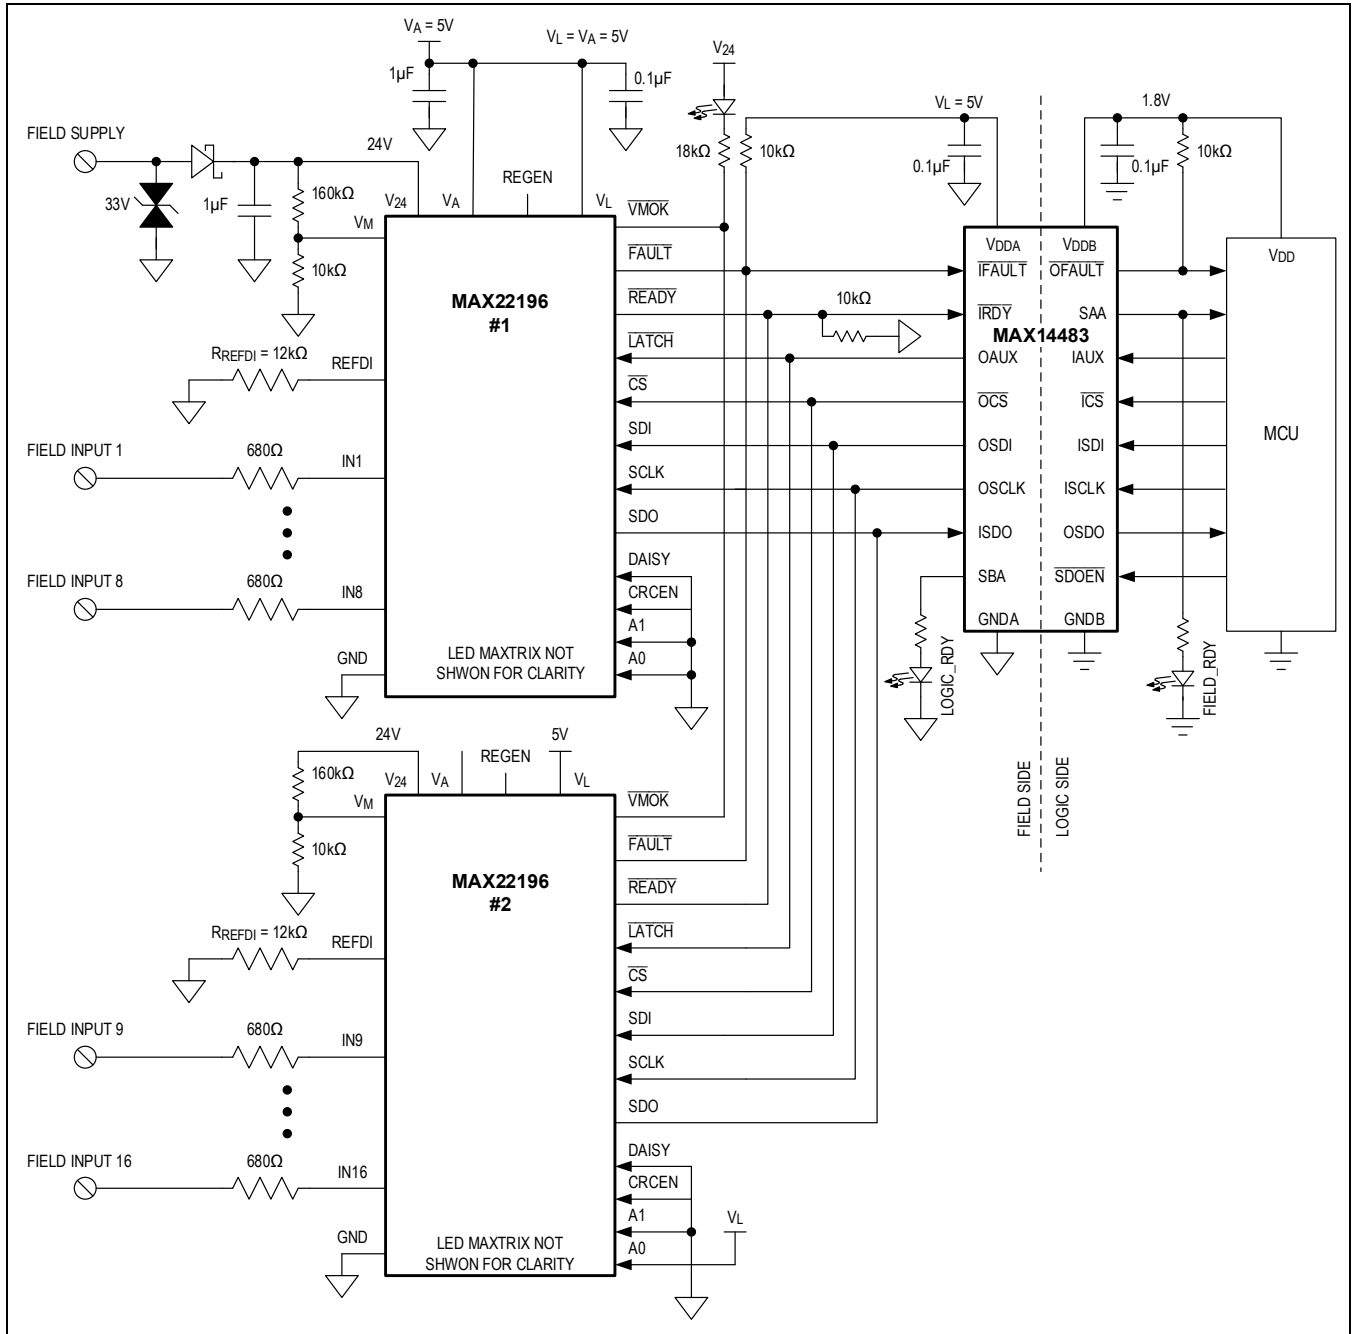 VA = 5V
VL = VA = 5V
V24
1µF
0.1µF
VL = 5V
1.8V
FIELD SUPPLY
24V
18kΩ
10kΩ
0.1µF
0.1µF
10kΩ
33V
1µF
160kΩ
REGEN
V24
VA
VL
VM
10kΩ
VMOK
FAULT
READY
LATCH
CS
SDI
SCLK
SDO
DAISY
CRCEN
A1
A0
MAX22196
#1
RREFDI = 12kΩ
REFDI
FIELD INPUT 1
680Ω
IN1
FIELD INPUT 8
680Ω
IN8
GND
LED MAXTRIX NOT
SHWON FOR CLARITY
10kΩ
VDDA
VDDB
IFAULT
OFAULT
IRDY
SAA
MAX14483
OAUX
IAUX
OCS
ICS
OSDI
ISDI
OSCLK
ISCLK
ISDO
OSDO
SBA
SDOEN
GNDA
GNDB
VDD
MCU
LOGIC_RDY
FIELD_RDY
FIELD SIDE
LOGIC SIDE
24V
REGEN
5V
160kΩ
V24
VA
VL
VM
10kΩ
VMOK
FAULT
READY
LATCH
CS
SDI
SCLK
SDO
DAISY
CRCEN
A1
A0
VL
MAX22196
#2
RREFDI = 12kΩ
REFDI
FIELD INPUT 9
680Ω
IN9
FIELD INPUT 16
680Ω
IN16
GND
LED MAXTRIX NOT
SHWON FOR CLARITY